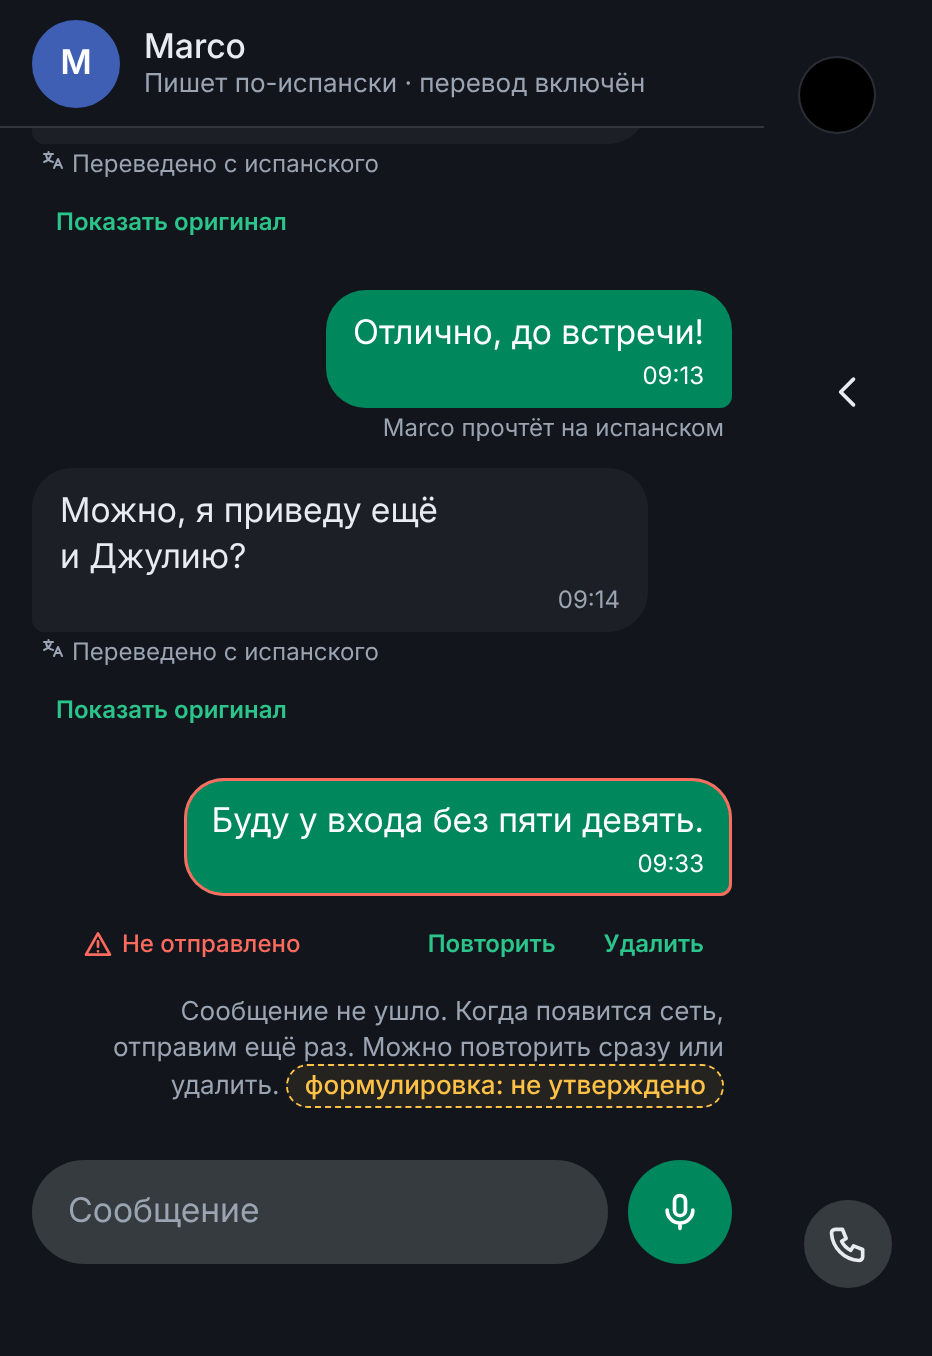 M
Marco
Пишет по-испански · перевод включён
Переведено с испанского
Показать оригинал
Отлично, до встречи!
09:13
Marco прочтёт на испанском
Можно, я приведу ещё
и Джулию?
09:14
Переведено с испанского
Показать оригинал
Буду у входа без пяти девять.
09:33
Не отправлено Повторить Удалить
Сообщение не ушло. Когда появится сеть,
отправим ещё раз. Можно повторить сразу или
удалить. формулировка: не утверждено
Сообщение